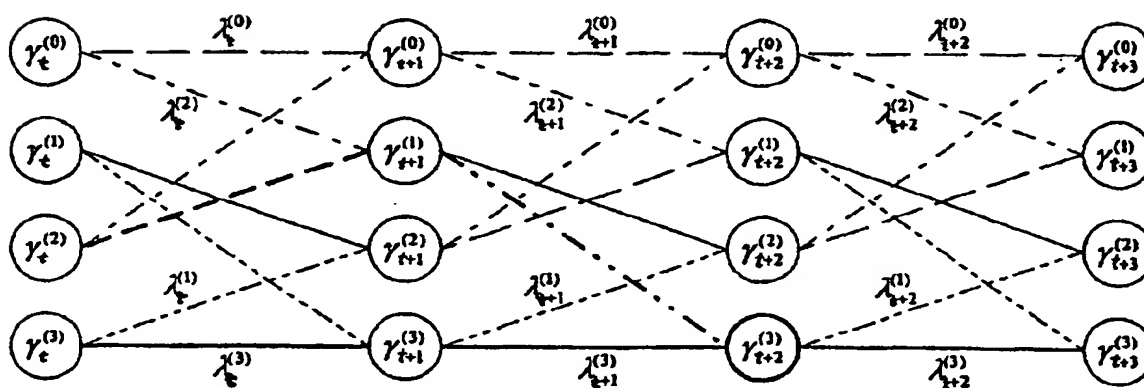 λ_t^(0) λ_{t+1}^(0) λ_{t+2}^(0)
γ_t^(0) γ_{t+1}^(0) γ_{t+2}^(0) γ_{t+3}^(0)
λ_t^(2) λ_{t+1}^(2) λ_{t+2}^(2)
γ_t^(1) γ_{t+1}^(1) γ_{t+2}^(1) γ_{t+3}^(1)
γ_t^(2) γ_{t+1}^(2) γ_{t+2}^(2) γ_{t+3}^(2)
λ_t^(1) λ_{t+1}^(1) λ_{t+2}^(1)
γ_t^(3) γ_{t+1}^(3) γ_{t+2}^(3) γ_{t+3}^(3)
λ_t^(3) λ_{t+1}^(3) λ_{t+2}^(3)